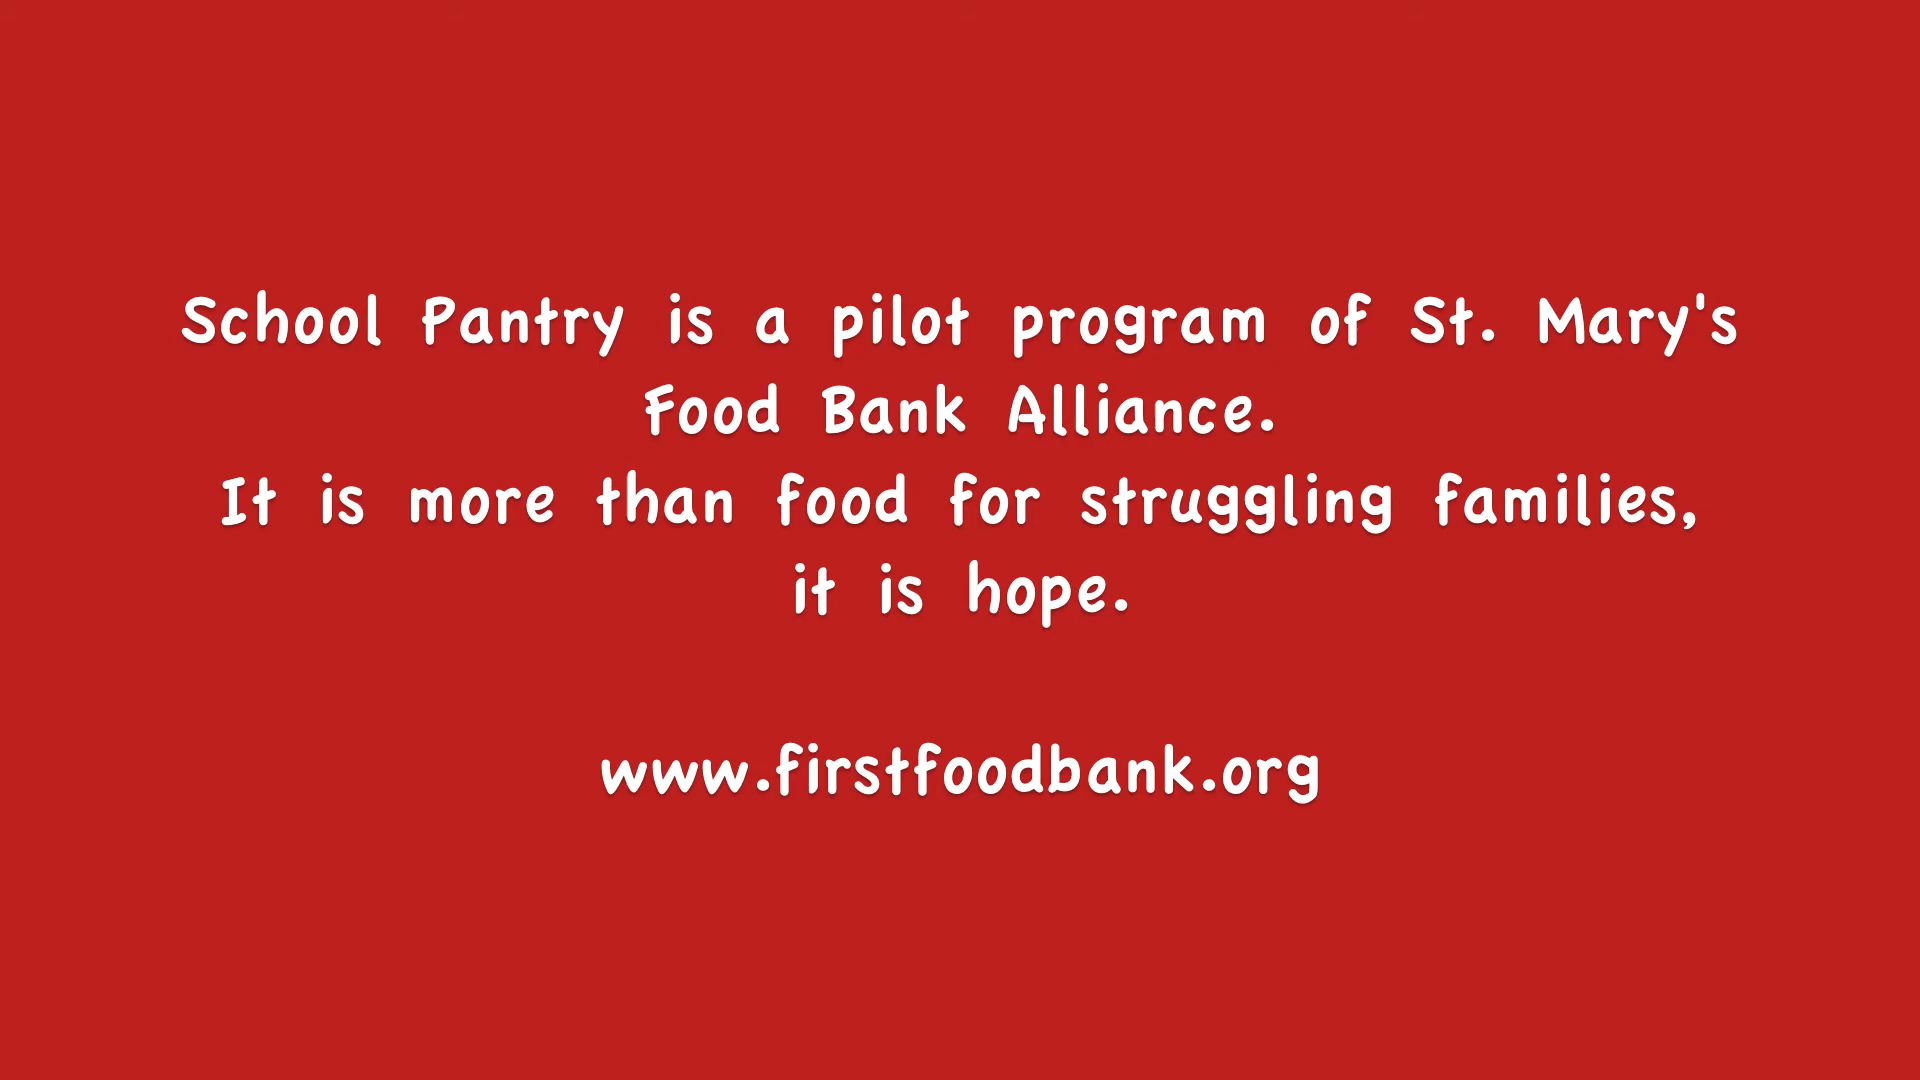 School Pantry is a pilot program of St. Mary's
Food Bank Alliance.
It is more than food for struggling families,
it is hope.
www.firstfoodbank.org